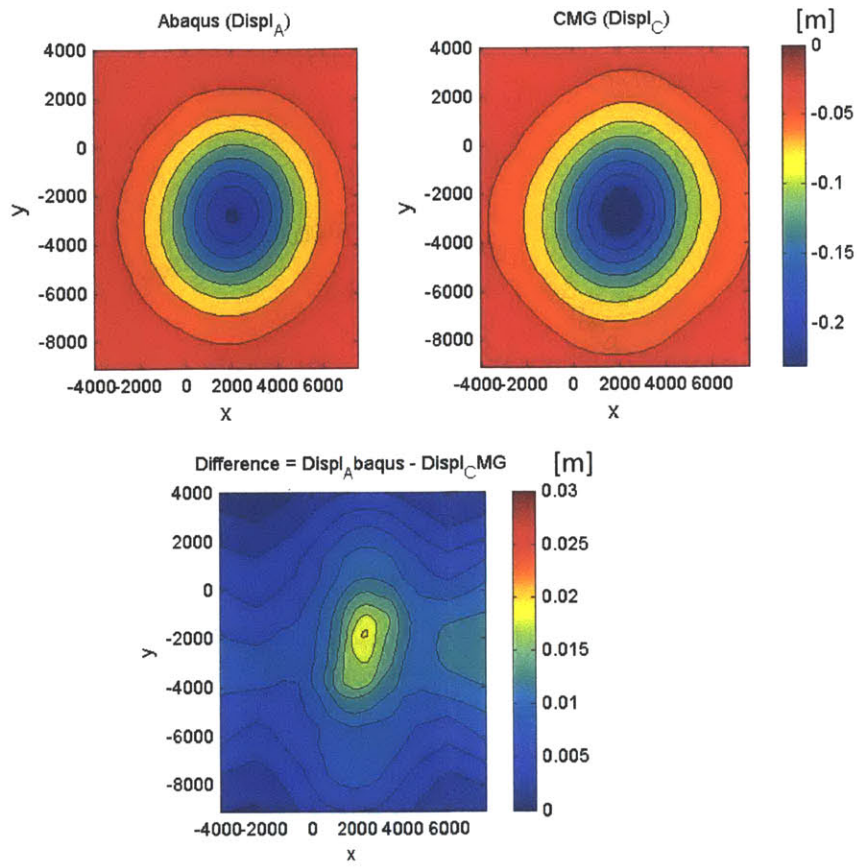 Abaqus (Displ_A)
CMG (Displ_C)
[m]
4000
2000
0
-2000
-4000
-6000
-8000
y
-4000-2000 0 2000 4000 6000
x
4000
2000
0
-2000
-4000
-6000
-8000
y
-4000-2000 0 2000 4000 6000
x
0
-0.05
-0.1
-0.15
-0.2
Difference = Displ_Abaqus - Displ_CMG
[m]
4000
2000
0
-2000
-4000
-6000
-8000
y
-4000-2000 0 2000 4000 6000
x
0.03
0.025
0.02
0.015
0.01
0.005
0